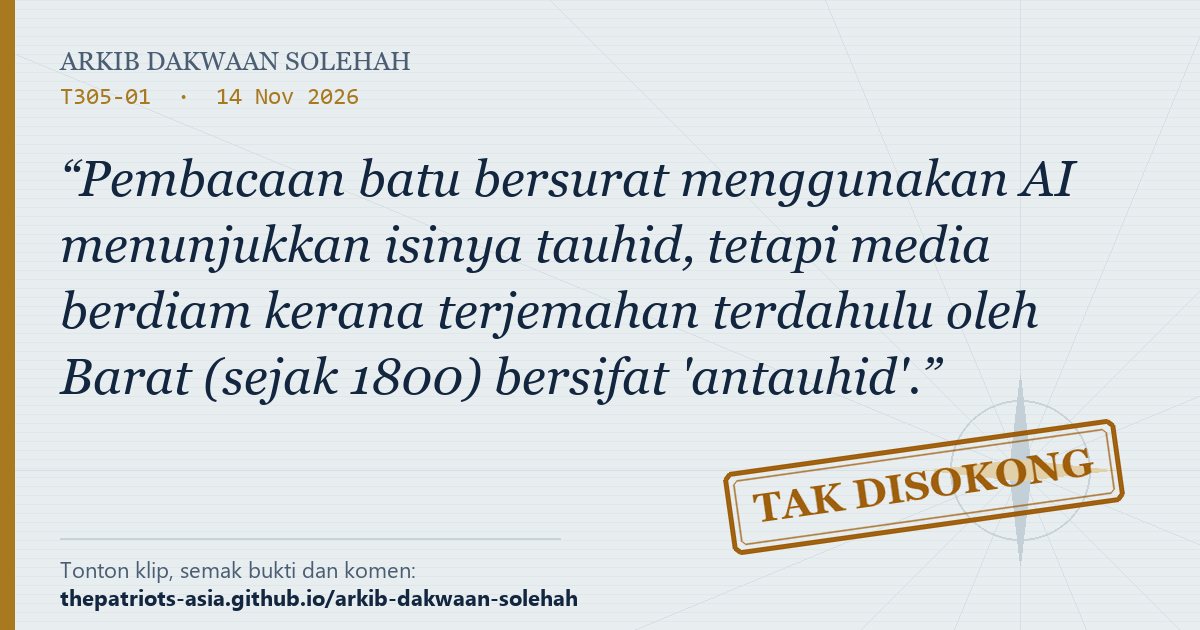 ARKIB DAKWAAN SOLEHAH
T305-01 · 14 Nov 2026
“Pembacaan batu bersurat menggunakan AI
menunjukkan isinya tauhid, tetapi media
berdiam kerana terjemahan terdahulu oleh
Barat (sejak 1800) bersifat 'antauhid'.”
TAK DISOKONG
Tonton klip, semak bukti dan komen:
thepatriots-asia.github.io/arkib-dakwaan-solehah